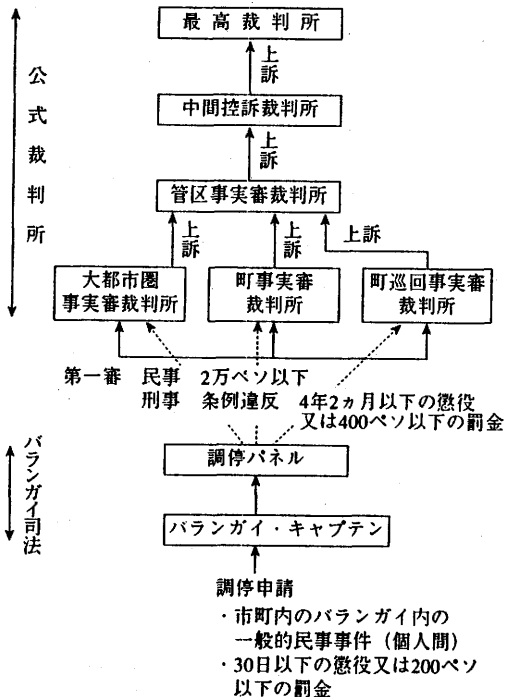 最高裁判所
上訴
中間控訴裁判所
上訴
管区事実審裁判所
上訴
上訴
上訴
大都市圏
事実審裁判所
町事実審
裁判所
町巡回事実審
裁判所
公式裁判所
第一審 民事 2万ペソ以下
刑事 条例違反 4年2ヵ月以下の懲役
又は400ペソ以下の罰金
調停パネル
バランガイ・キャプテン
バランガイ司法
調停申請
・市町内のバランガイ内の
一般的民事事件(個人間)
・30日以下の懲役又は200ペソ
以下の罰金